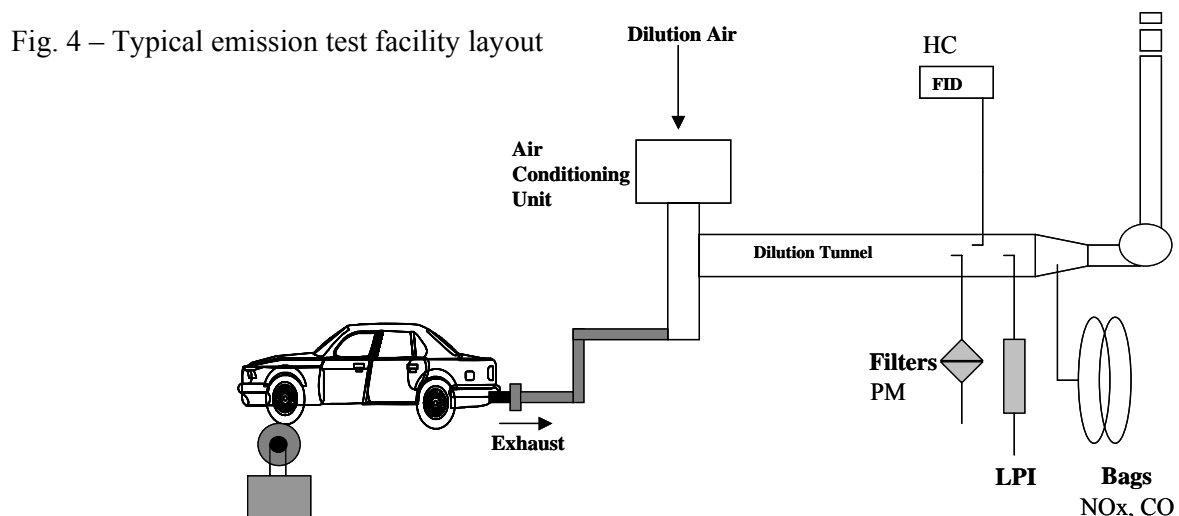 Fig. 4 – Typical emission test facility layout
Dilution Air
HC
FID
Air
Conditioning
Unit
Dilution Tunnel
Exhaust
Filters
PM
LPI
Bags
NOx, CO